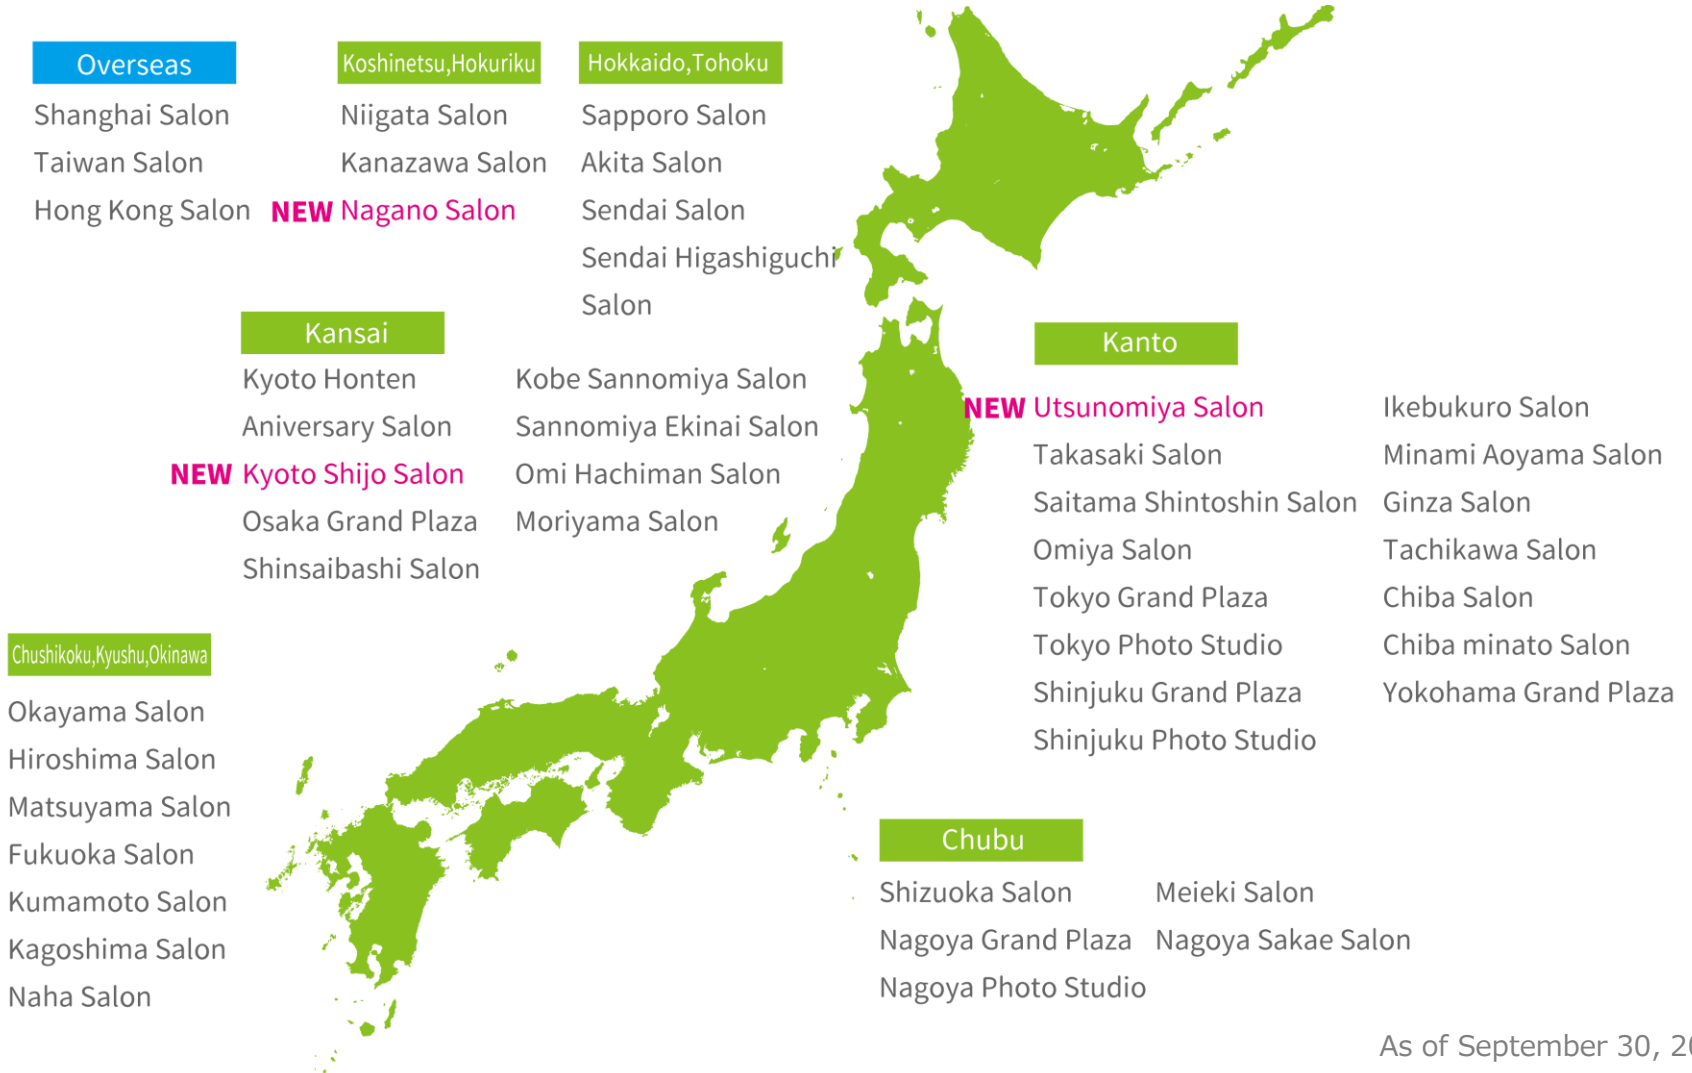 Overseas
Shanghai Salon
Taiwan Salon
Hong Kong Salon
Koshinetsu,Hokuriku
Niigata Salon
Kanazawa Salon
NEW Nagano Salon
Hokkaido,Tohoku
Sapporo Salon
Akita Salon
Sendai Salon
Sendai Higashiguchi
Salon
Kansai
Kyoto Honten
Aniversary Salon
NEW Kyoto Shijo Salon
Osaka Grand Plaza
Shinsaibashi Salon
Kobe Sannomiya Salon
Sannomiya Ekinai Salon
Omi Hachiman Salon
Moriyama Salon
Kanto
NEW Utsunomiya Salon
Takasaki Salon
Saitama Shintoshin Salon
Omiya Salon
Tokyo Grand Plaza
Tokyo Photo Studio
Shinjuku Grand Plaza
Shinjuku Photo Studio
Ikebukuro Salon
Minami Aoyama Salon
Ginza Salon
Tachikawa Salon
Chiba Salon
Chiba minato Salon
Yokohama Grand Plaza
Chushikoku,Kyushu,Okinawa
Okayama Salon
Hiroshima Salon
Matsuyama Salon
Fukuoka Salon
Kumamoto Salon
Kagoshima Salon
Naha Salon
Chubu
Shizuoka Salon
Nagoya Grand Plaza
Nagoya Photo Studio
Meieki Salon
Nagoya Sakae Salon
As of September 30,